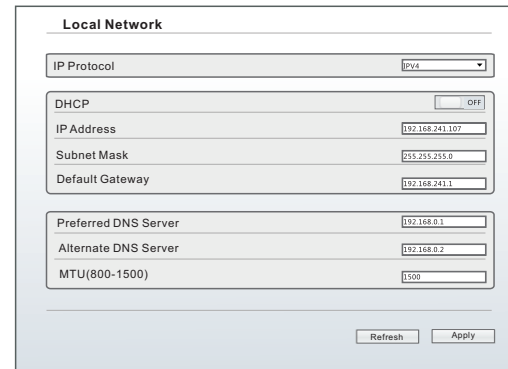 Local Network
IP Protocol IPV4
DHCP OFF
IP Address 192.168.241.107
Subnet Mask 255.255.255.0
Default Gateway 192.168.241.1
Preferred DNS Server 192.168.0.1
Alternate DNS Server 192.168.0.2
MTU(800-1500) 1500
Refresh Apply